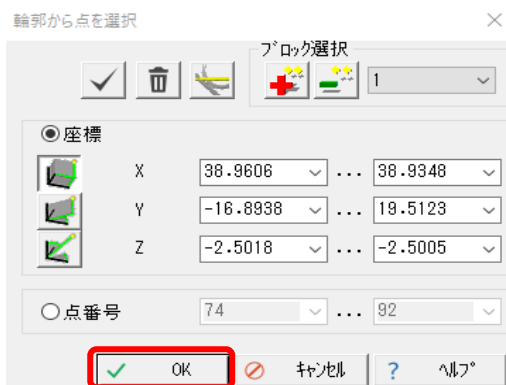 輪郭から点を選択
ブロック選択
1
座標
X 38.9606 ... 38.9348
Y -16.8938 ... 19.5123
Z -2.5018 ... -2.5005
点番号 74 ... 92
OK キャンセル ? ヘルプ